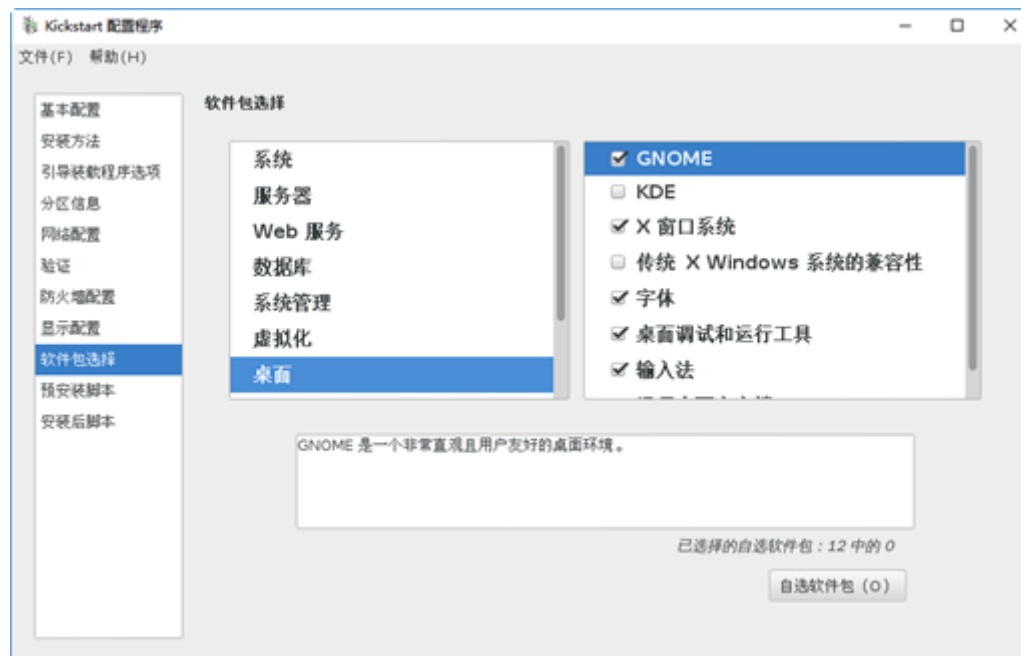 Kickstart 配置程序
文件(F) 帮助(H)
基本配置
安装方法
引导装载程序选项
分区信息
网络配置
验证
防火墙配置
显示配置
软件包选择
预安装脚本
安装后脚本
软件包选择
系统
服务器
Web 服务
数据库
系统管理
虚拟化
桌面
GNOME
KDE
X 窗口系统
传统 X Windows 系统的兼容性
字体
桌面调试和运行工具
输入法
GNOME 是一个非常直观且用户友好的桌面环境。
已选择的自选软件包：12 中的 0
自选软件包 (O)